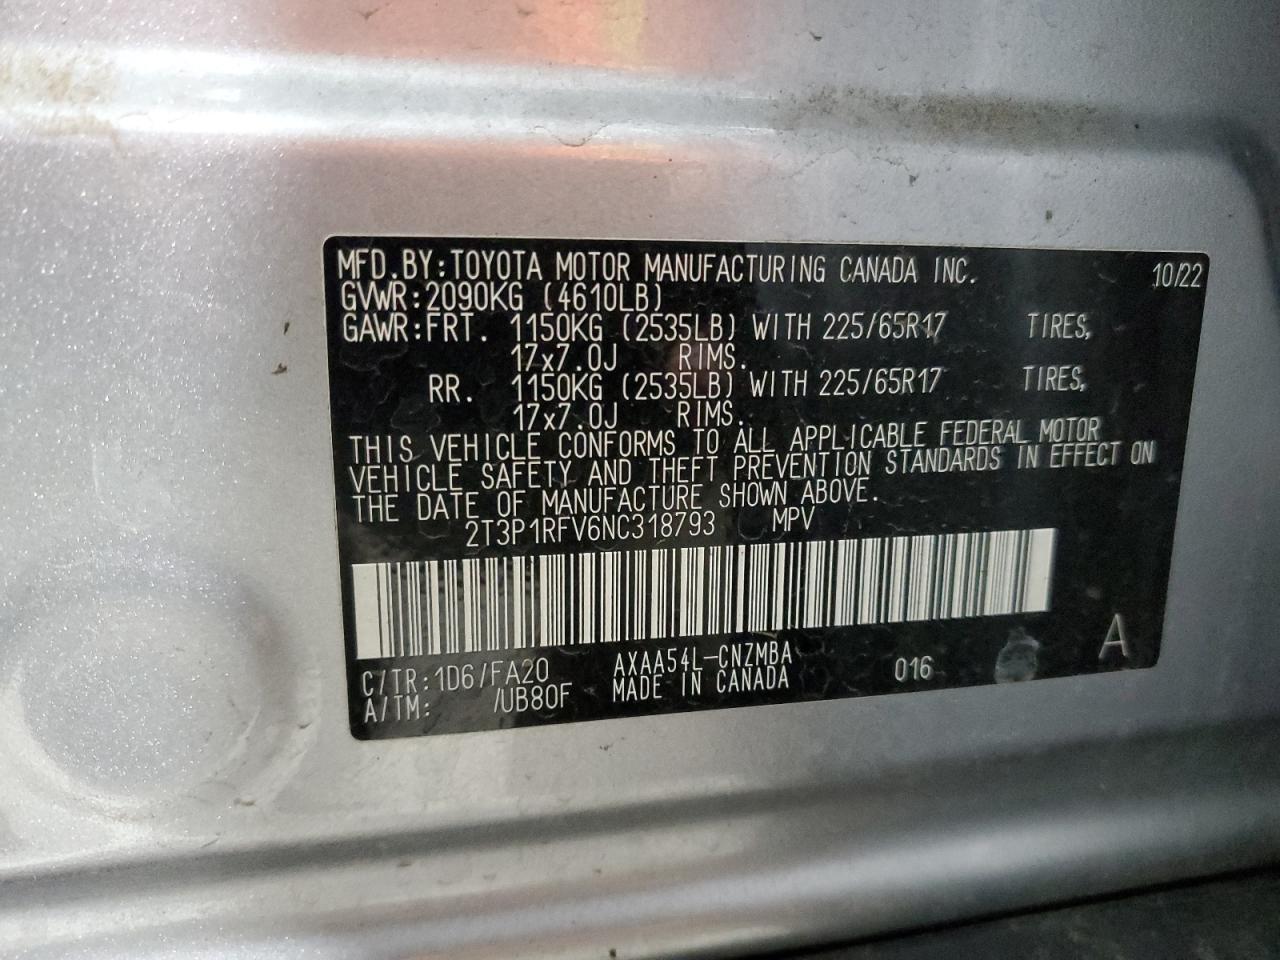 MFD.BY:TOYOTA MOTOR MANUFACTURING CANADA INC. 10/22
GVWR:2090KG (4610LB)
GAWR:FRT. 1150KG (2535LB) WITH 225/65R17 TIRES,
17x7.0J RIMS.
RR. 1150KG (2535LB) WITH 225/65R17 TIRES,
17x7.0J RIMS.
THIS VEHICLE CONFORMS TO ALL APPLICABLE FEDERAL MOTOR
VEHICLE SAFETY AND THEFT PREVENTION STANDARDS IN EFFECT ON
THE DATE OF MANUFACTURE SHOWN ABOVE.
2T3P1RFV6NC318793 MPV
C/TR:1D6/FA20 AXAA54L-CNZMBA 016 A
A/TM: /UB80F MADE IN CANADA